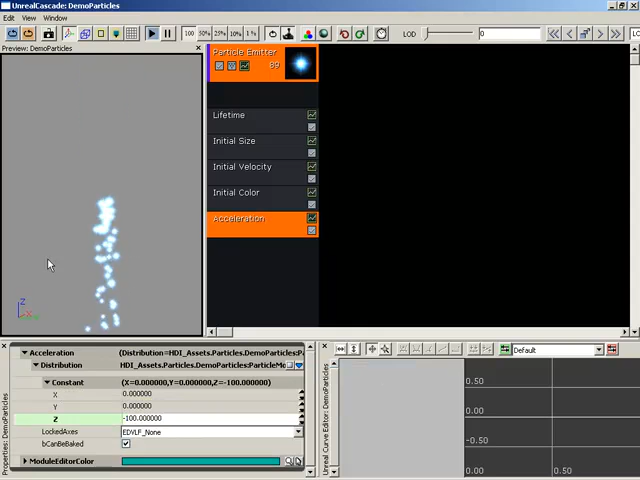 UnrealCascade: DemoParticles
Edit View Window
100 50% 25% 10% 1% LOD 0 LO
Preview: DemoParticles
Particle Emitter
89
Lifetime
Initial Size
Initial Velocity
Initial Color
Acceleration
Z
X
Acceleration (Distribution=HDI_Assets.Particles.DemoParticles:Pa
Distribution HDI_Assets.Particles.DemoParticles:ParticleMo
Constant (X=0.000000,Y=0.000000,Z=-100.000000)
X 0.000000
Y 0.000000
Z -100.000000
LockedAxes EDVLF_None
bCanBeBaked
ModuleEditorColor
Properties: DemoParticles
Default
Unreal Curve Editor: DemoPartic
0.50
0.00
-0.50
0.00 0.50